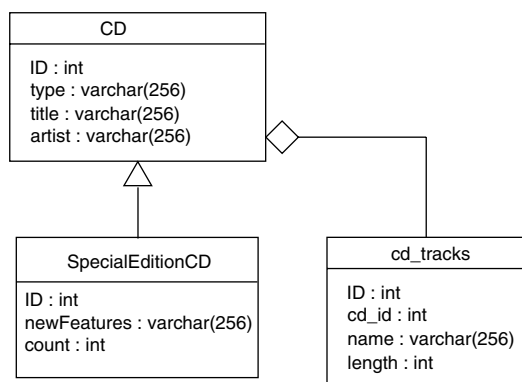 CD
ID : int
type : varchar(256)
title : varchar(256)
artist : varchar(256)
SpecialEditionCD
ID : int
newFeatures : varchar(256)
count : int
cd_tracks
ID : int
cd_id : int
name : varchar(256)
length : int